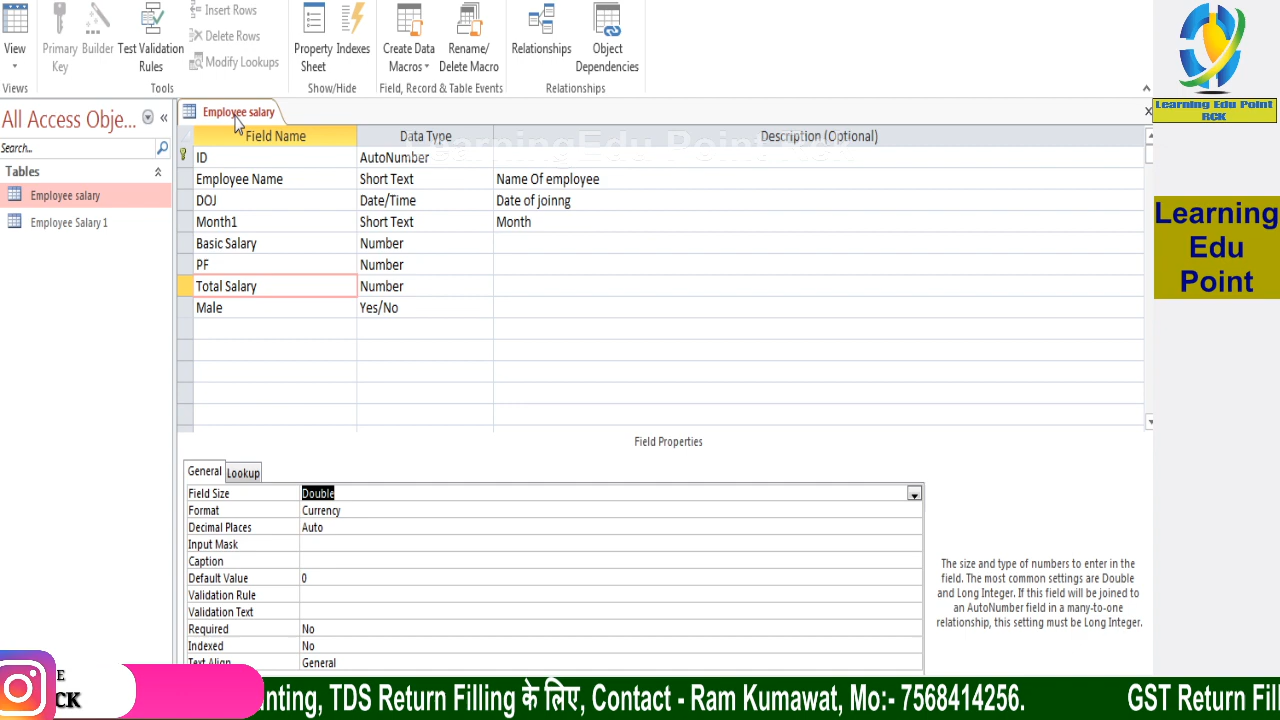 Insert Rows
Delete Rows
Modify Lookups
View
Primary Key
Builder
Test Validation Rules
Property Sheet
Indexes
Create Data Macros
Rename/ Delete Macro
Relationships
Object Dependencies
Views
Tools
Show/Hide
Field, Record & Table Events
Relationships
Learning Edu Point
RCK
All Access Obje...
Employee salary
Search...
Tables
Employee salary
Employee Salary 1
Field Name Data Type Description (Optional)
ID AutoNumber
Employee Name Short Text Name Of employee
DOJ Date/Time Date of joinng
Month1 Short Text Month
Basic Salary Number
PF Number
Total Salary Number
Male Yes/No
Learning
Edu
Point
Field Properties
General Lookup
Field Size Double
Format Currency
Decimal Places Auto
Input Mask
Caption
Default Value 0
Validation Rule
Validation Text
Required No
Indexed No
Text Align General
The size and type of numbers to enter in the
field. The most common settings are Double
and Long Integer. If this field will be joined to
an AutoNumber field in a many-to-one
relationship, this setting must be Long Integer.
unting, TDS Return Filling के लिए, Contact - Ram Kumawat, Mo:- 7568414256. GST Return Fil